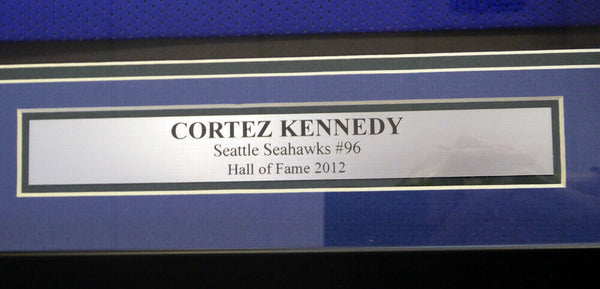 CORTEZ KENNEDY
Seattle Seahawks #96
Hall of Fame 2012